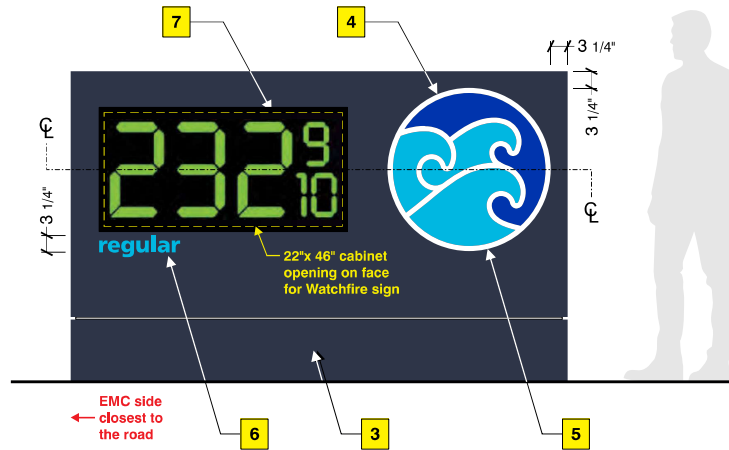 7
4
3 1/4"
3 1/4"
℄
232 9
10
℄
3 1/4"
regular
22"x 46" cabinet
opening on face
for Watchfire sign
EMC side
closest to
the road
6
3
5